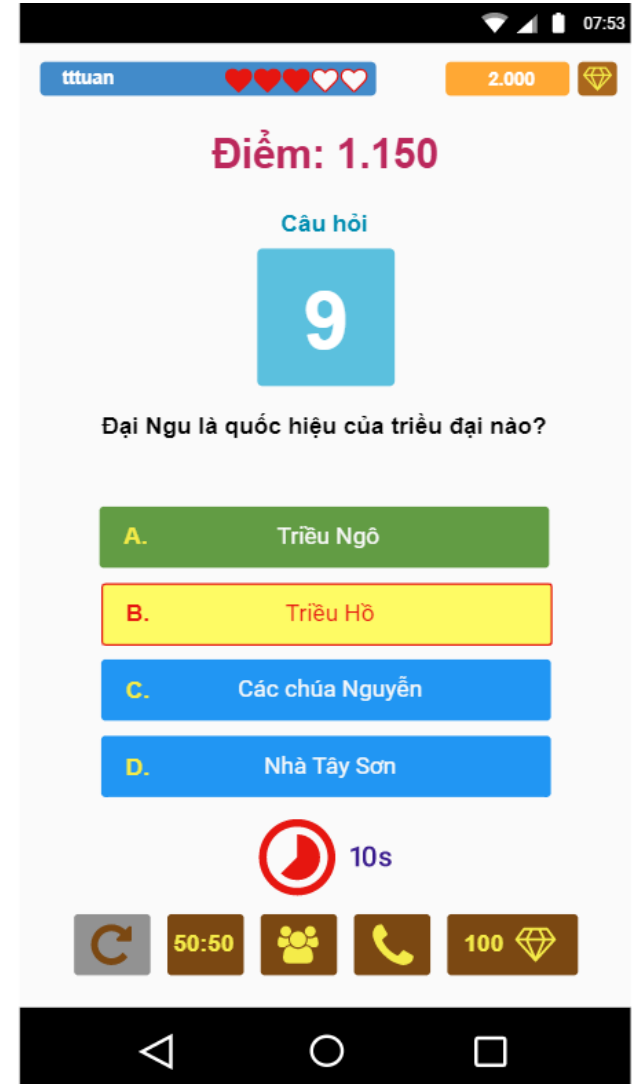 07:53
tttuan 2.000
Điểm: 1.150
Câu hỏi
9
Đại Ngu là quốc hiệu của triều đại nào?
A. Triều Ngô
B. Triều Hồ
C. Các chúa Nguyễn
D. Nhà Tây Sơn
10s
50:50 100